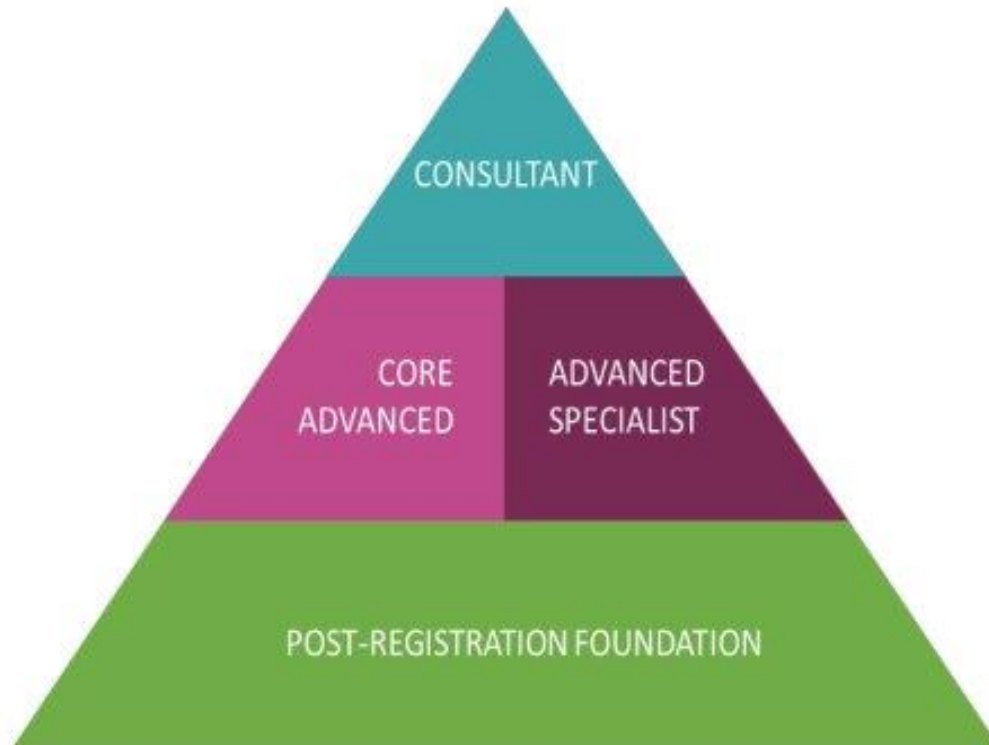 CONSULTANT
CORE
ADVANCED
ADVANCED
SPECIALIST
POST-REGISTRATION FOUNDATION